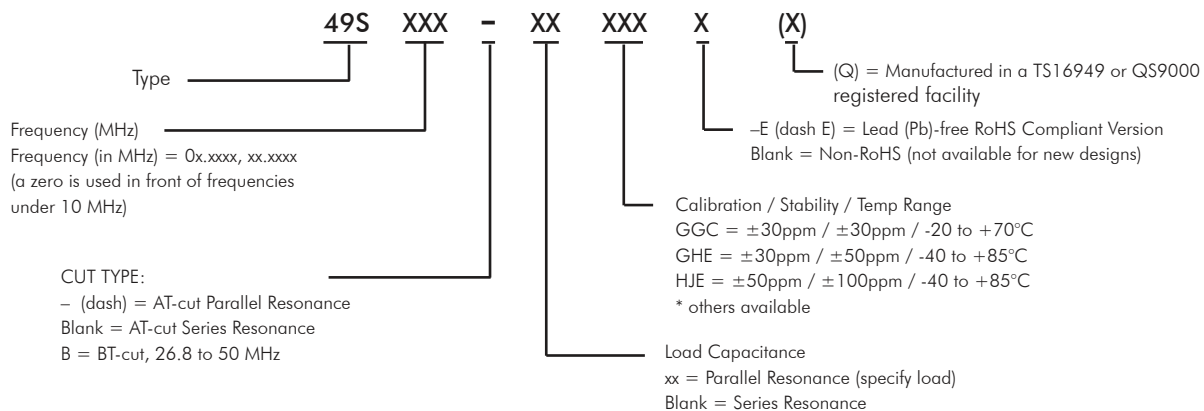 49S XXX – XX XXX X (X)
Type
(Q) = Manufactured in a TS16949 or QS9000
registered facility
Frequency (MHz)
Frequency (in MHz) = 0x.xxxx, xx.xxxx
(a zero is used in front of frequencies
under 10 MHz)
–E (dash E) = Lead (Pb)-free RoHS Compliant Version
Blank = Non-RoHS (not available for new designs)
Calibration / Stability / Temp Range
GGC = ±30ppm / ±30ppm / -20 to +70°C
GHE = ±30ppm / ±50ppm / -40 to +85°C
HJE = ±50ppm / ±100ppm / -40 to +85°C
* others available
CUT TYPE:
– (dash) = AT-cut Parallel Resonance
Blank = AT-cut Series Resonance
B = BT-cut, 26.8 to 50 MHz
Load Capacitance
xx = Parallel Resonance (specify load)
Blank = Series Resonance